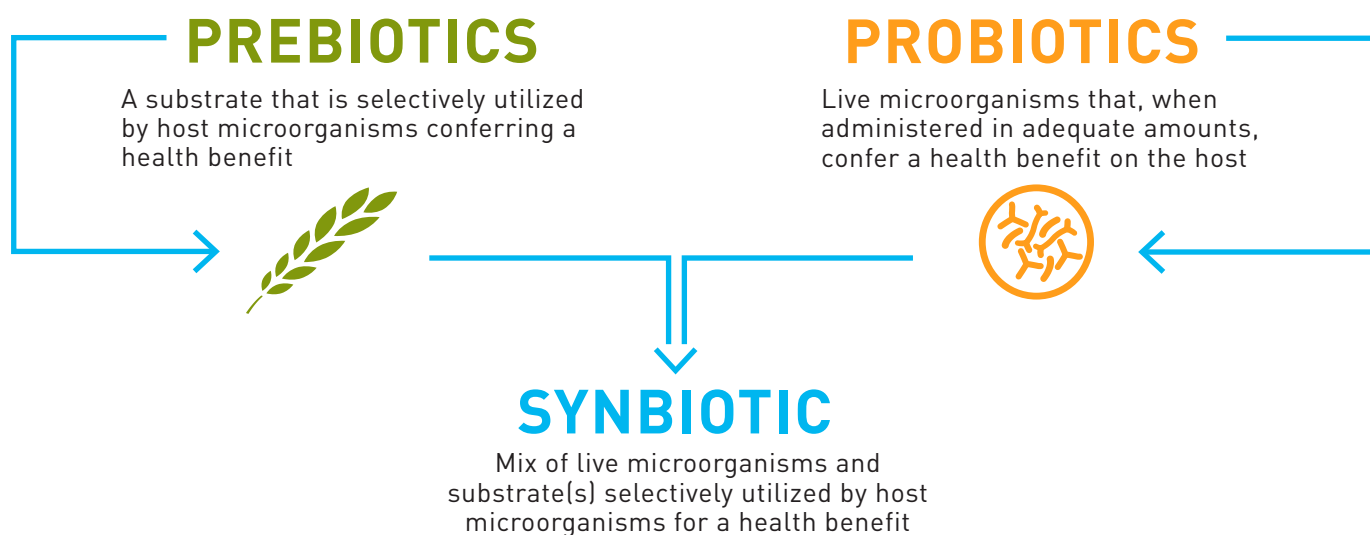 PREBIOTICS
A substrate that is selectively utilized
by host microorganisms conferring a
health benefit
PROBIOTICS
Live microorganisms that, when
administered in adequate amounts,
confer a health benefit on the host
SYNBIOTIC
Mix of live microorganisms and
substrate(s) selectively utilized by host
microorganisms for a health benefit